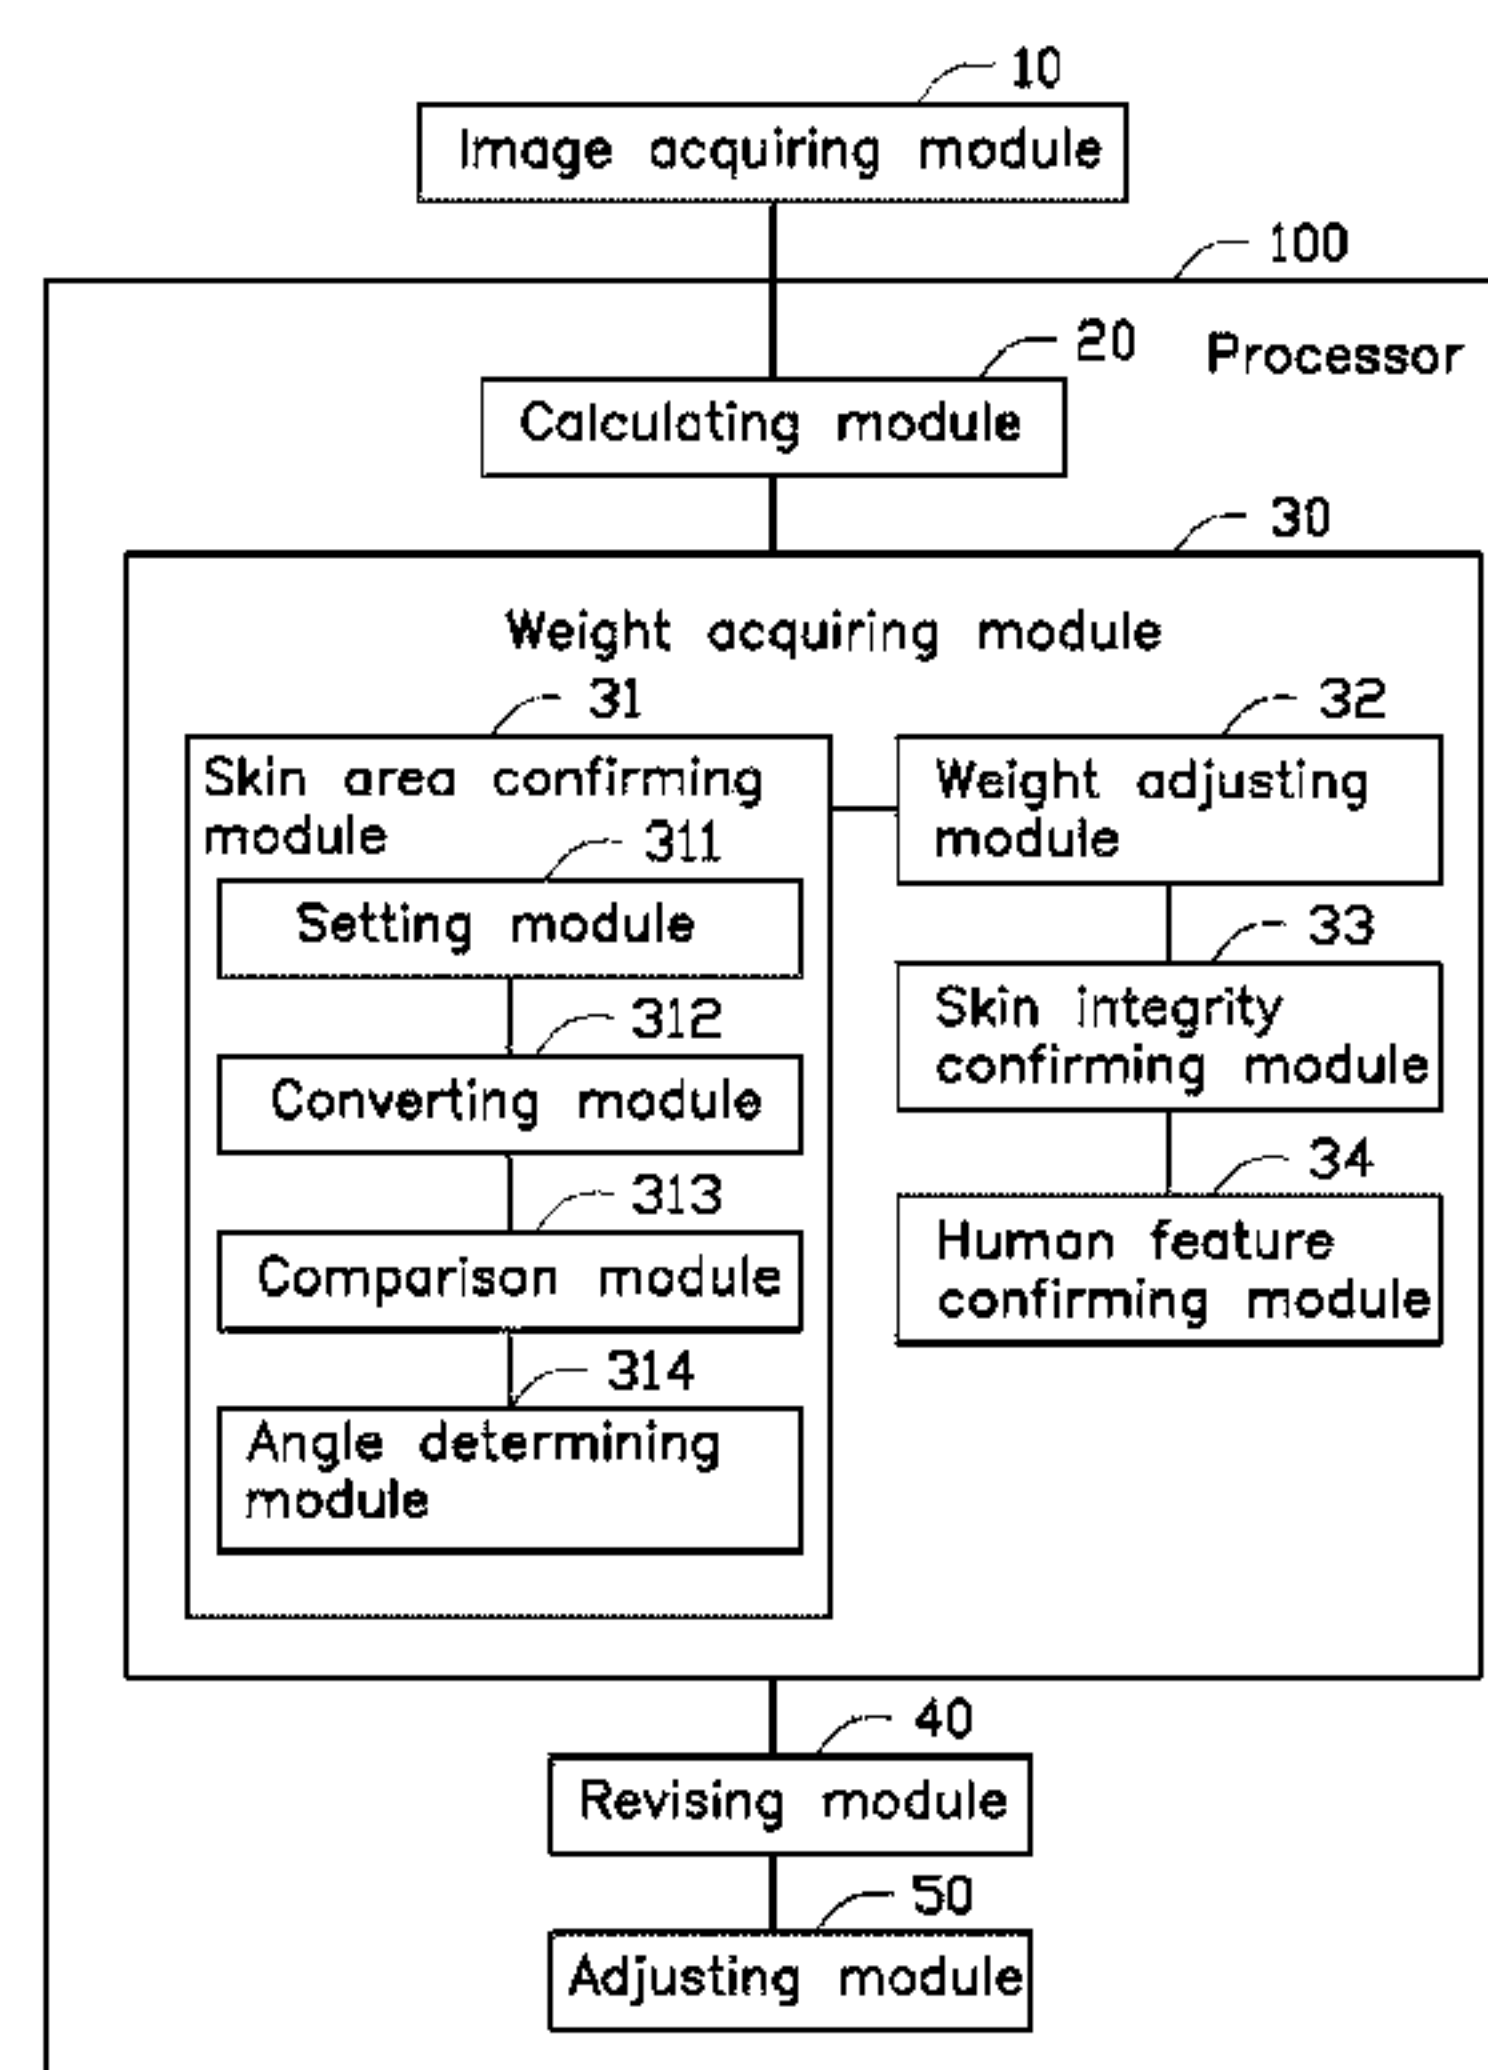 10
Image acquiring module
100
Processor
20
Calculating module
30
Weight acquiring module
31
Skin area confirming
module
311
Setting module
312
Converting module
313
Comparison module
314
Angle determining
module
32
Weight adjusting
module
33
Skin integrity
confirming module
34
Human feature
confirming module
40
Revising module
50
Adjusting module